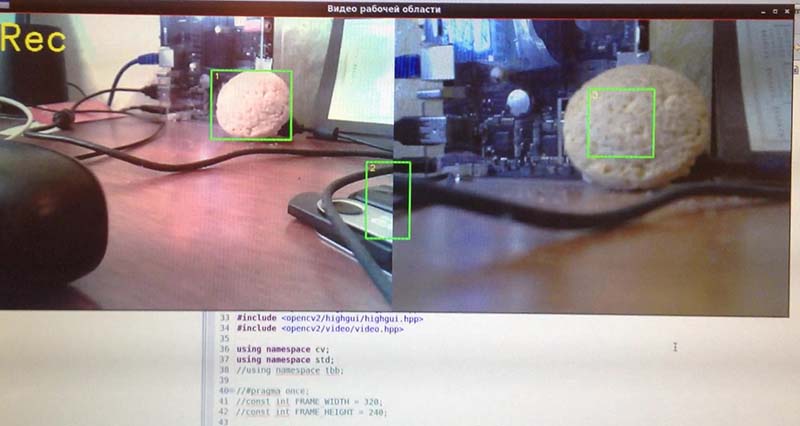 Видео рабочей области
Rec
1
2
3
33 #include <opencv2/highgui/highgui.hpp>
34 #include <opencv2/video/video.hpp>
35
36 using namespace cv;
37 using namespace std;
38 //using namespace tbb;
39
40 //#pragma once;
41 //const int FRAME_WIDTH = 320;
42 //const int FRAME_HEIGHT = 240;
43